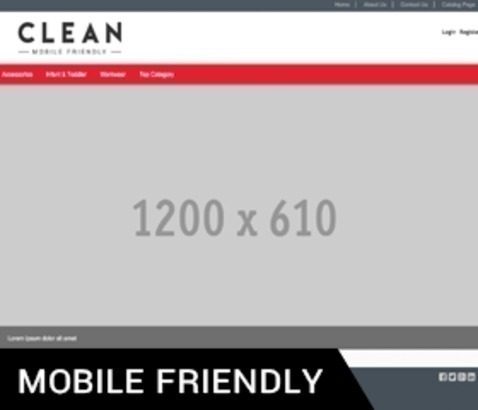 Home | About Us | Contact Us | Catalog Page
CLEAN
MOBILE FRIENDLY
Login Register
Accessories Infant & Toddler Workwear Top Category
1200 x 610
Lorem ipsum dolor sit amet
MOBILE FRIENDLY